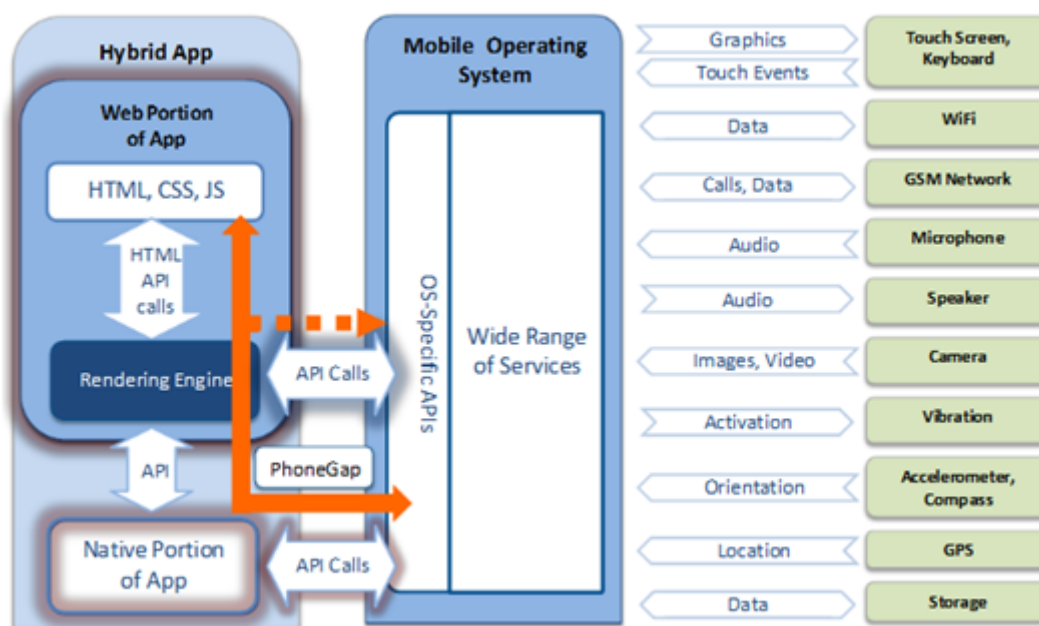 Hybrid App
Web Portion
of App
HTML, CSS, JS
HTML
API
calls
Rendering Engine
API
Native Portion
of App
PhoneGap
API Calls
API Calls
Mobile Operating
System
OS-Specific APIs
Wide Range
of Services
Graphics
Touch Events
Touch Screen,
Keyboard
Data
WiFi
Calls, Data
GSM Network
Audio
Microphone
Audio
Speaker
Images, Video
Camera
Activation
Vibration
Orientation
Accelerometer,
Compass
Location
GPS
Data
Storage